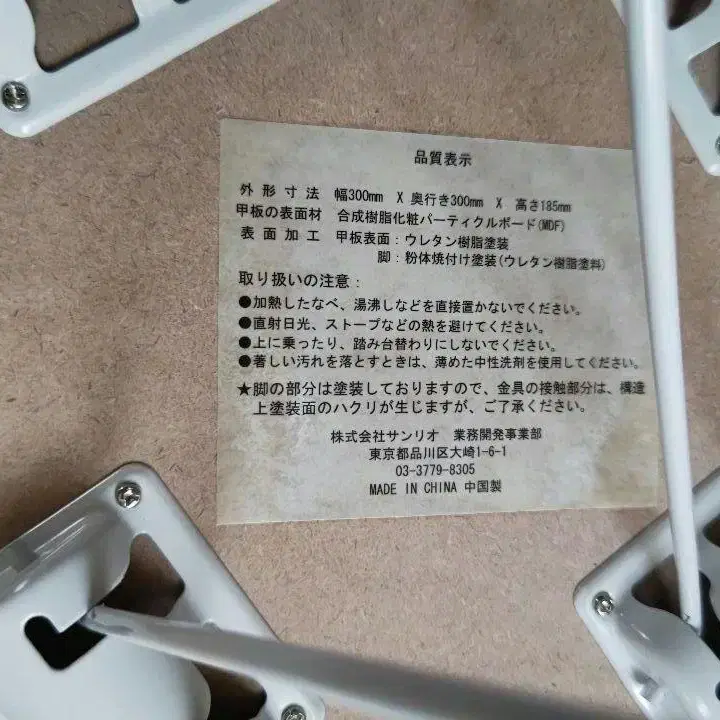 品質表示
外形寸法 幅300mm X 奥行き300mm X 高さ185mm
甲板の表面材 合成樹脂化粧パーティクルボード(MDF)
表面加工 甲板表面：ウレタン樹脂塗装
脚：粉体焼付け塗装(ウレタン樹脂塗料)
取り扱いの注意：
●加熱したなべ、湯沸しなどを直接置かないでください。
●直射日光、ストーブなどの熱を避けてください。
●上に乗ったり、踏み台替わりにしないでください。
●著しい汚れを落とすときは、薄めた中性洗剤を使用してください。
★脚の部分は塗装しておりますので、金具の接触部分は、構造
上塗装面のハクリが生じますが、ご了承ください。
株式会社サンリオ 業務開発事業部
東京都品川区大崎1-6-1
03-3779-8305
MADE IN CHINA 中国製